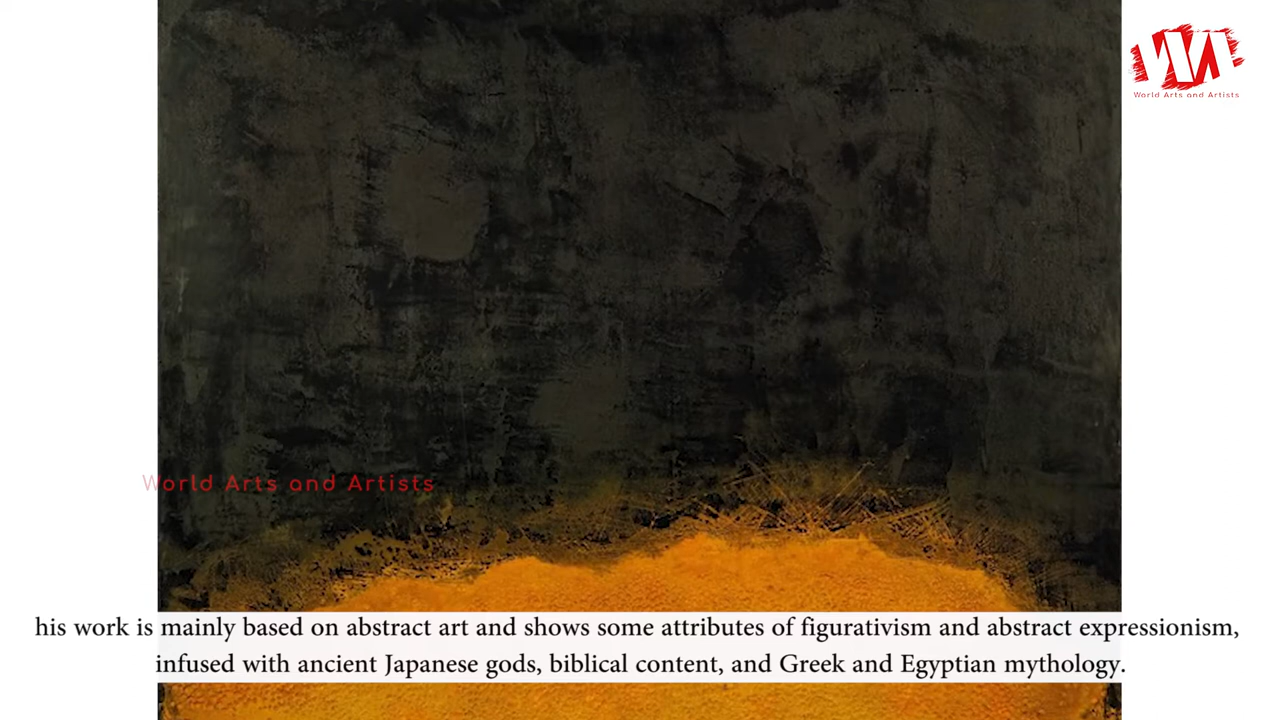 World Arts and Artists
World Arts and Artists
his work is mainly based on abstract art and shows some attributes of figurativism and abstract expressionism,
infused with ancient Japanese gods, biblical content, and Greek and Egyptian mythology.